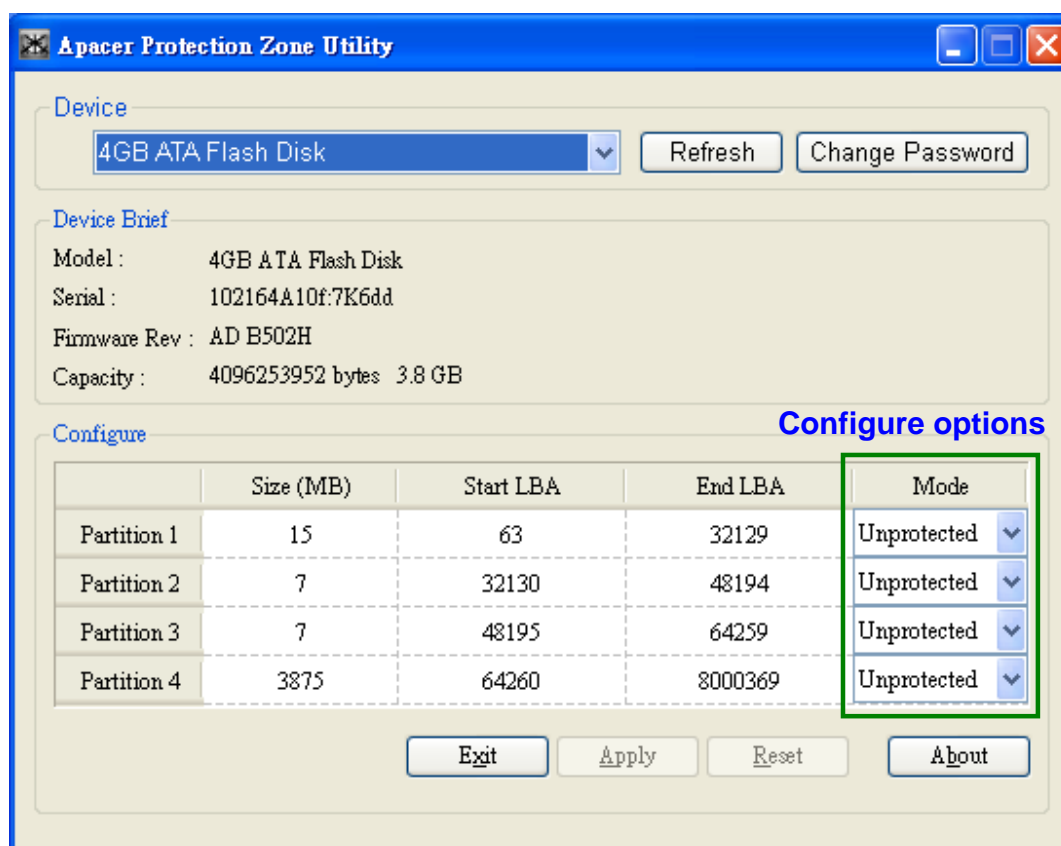 Apacer Protection Zone Utility
Device
4GB ATA Flash Disk Refresh Change Password
Device Brief
Model : 4GB ATA Flash Disk
Serial : 102164A10f:7K6dd
Firmware Rev : AD B502H
Capacity : 4096253952 bytes 3.8 GB
Configure options
Configure
Size (MB) Start LBA End LBA Mode
Partition 1 15 63 32129 Unprotected
Partition 2 7 32130 48194 Unprotected
Partition 3 7 48195 64259 Unprotected
Partition 4 3875 64260 8000369 Unprotected
Exit Apply Reset About